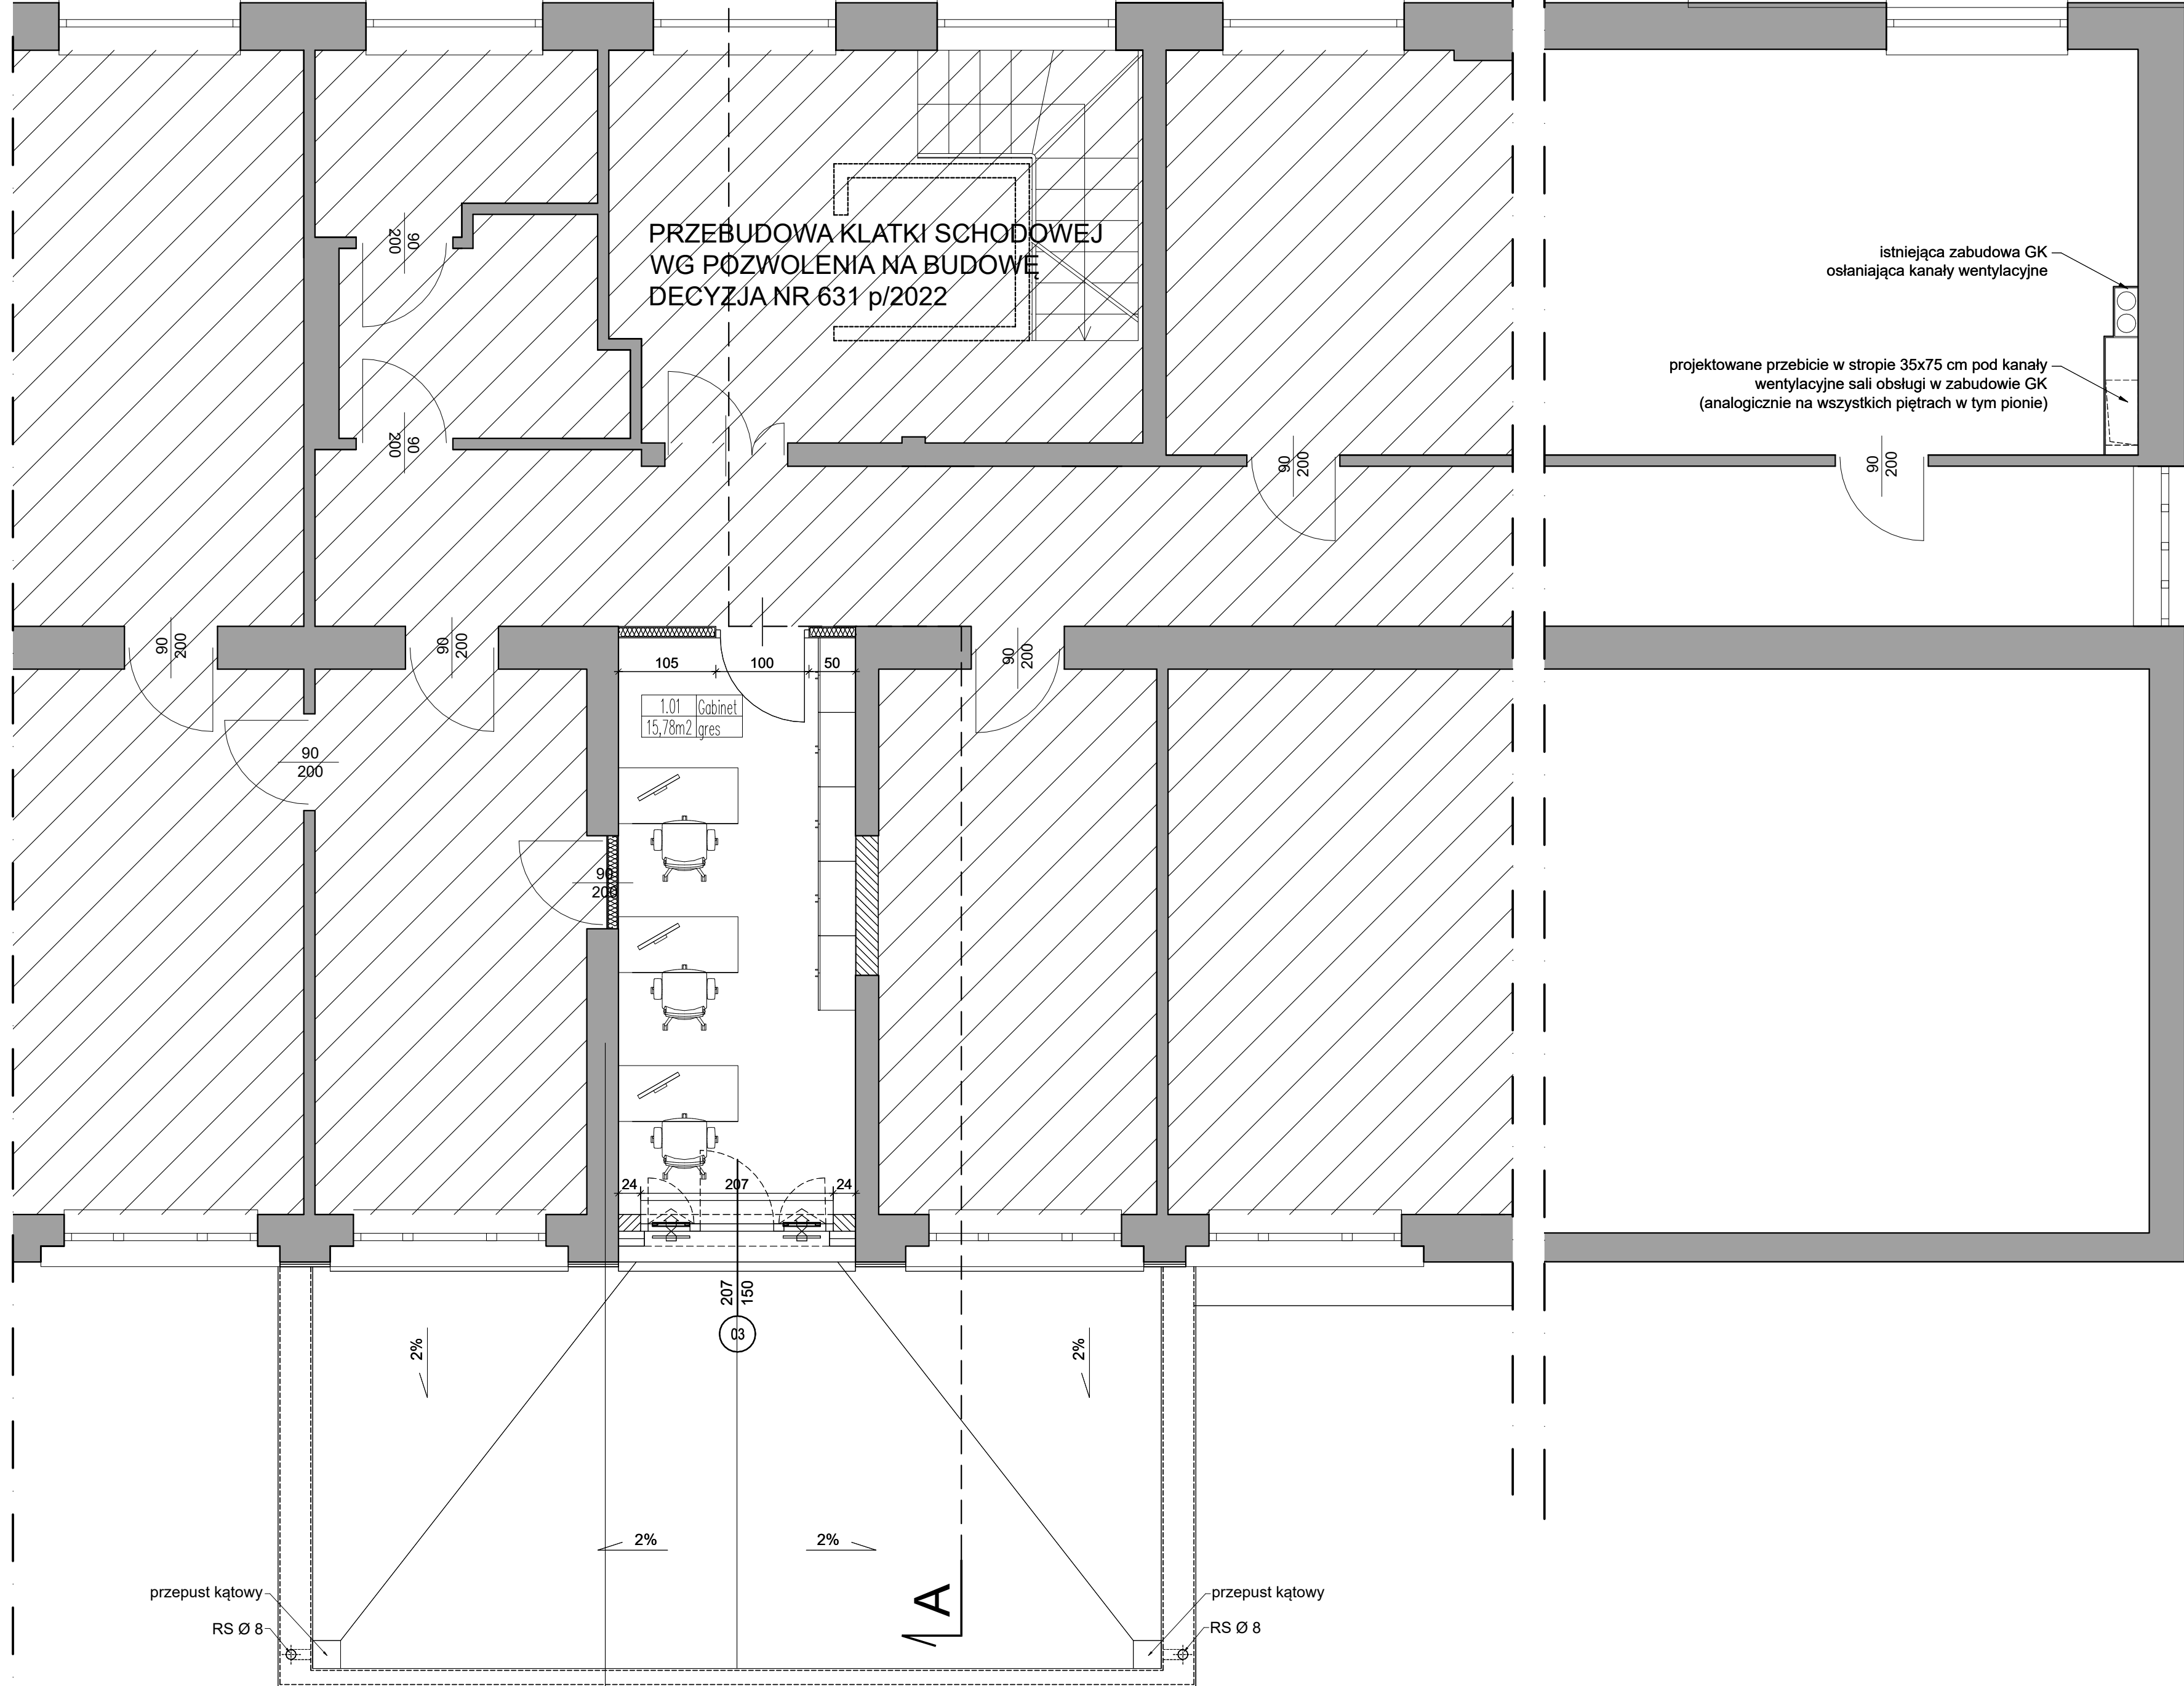 90
200
PRZEBUDOWA KLATKI SCHODOWEJ
WG POZWOLENIA NA BUDOWĘ
DECYZJA NR 631 p/2022
istniejąca zabudowa GK
osłaniająca kanały wentylacyjne
projektowane przebicie w stropie 35x75 cm pod kanały
wentylacyjne sali obsługi w zabudowie GK
(analogicznie na wszystkich piętrach w tym pionie)
90
200
90
200
90
200
90
200
90
200
90
200
105
100
50
1.01 Gabinet
15,78m2 gres
90
200
90
200
24
207
24
207
150
03
2%
2%
2%
2%
A
przepust kątowy
RS Ø 8
przepust kątowy
RS Ø 8